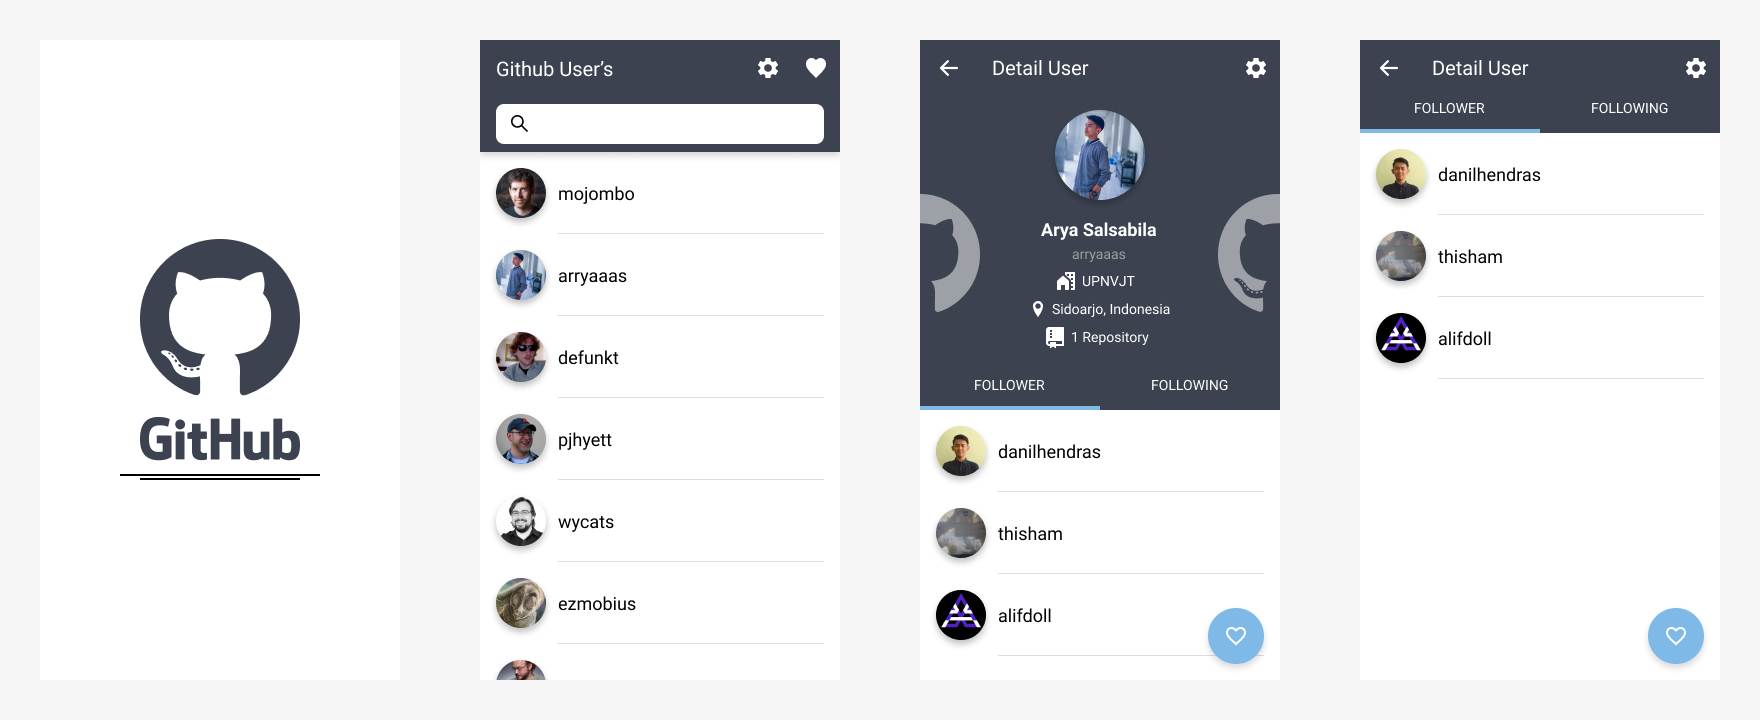 GitHub
Github User's
mojombo
arryaaas
defunkt
pjhyett
wycats
ezmobius
Detail User
Arya Salsabila
arryaaas
UPNVJT
Sidoarjo, Indonesia
1 Repository
FOLLOWER
FOLLOWING
danilhendras
thisham
alifdoll
Detail User
FOLLOWER
FOLLOWING
danilhendras
thisham
alifdoll